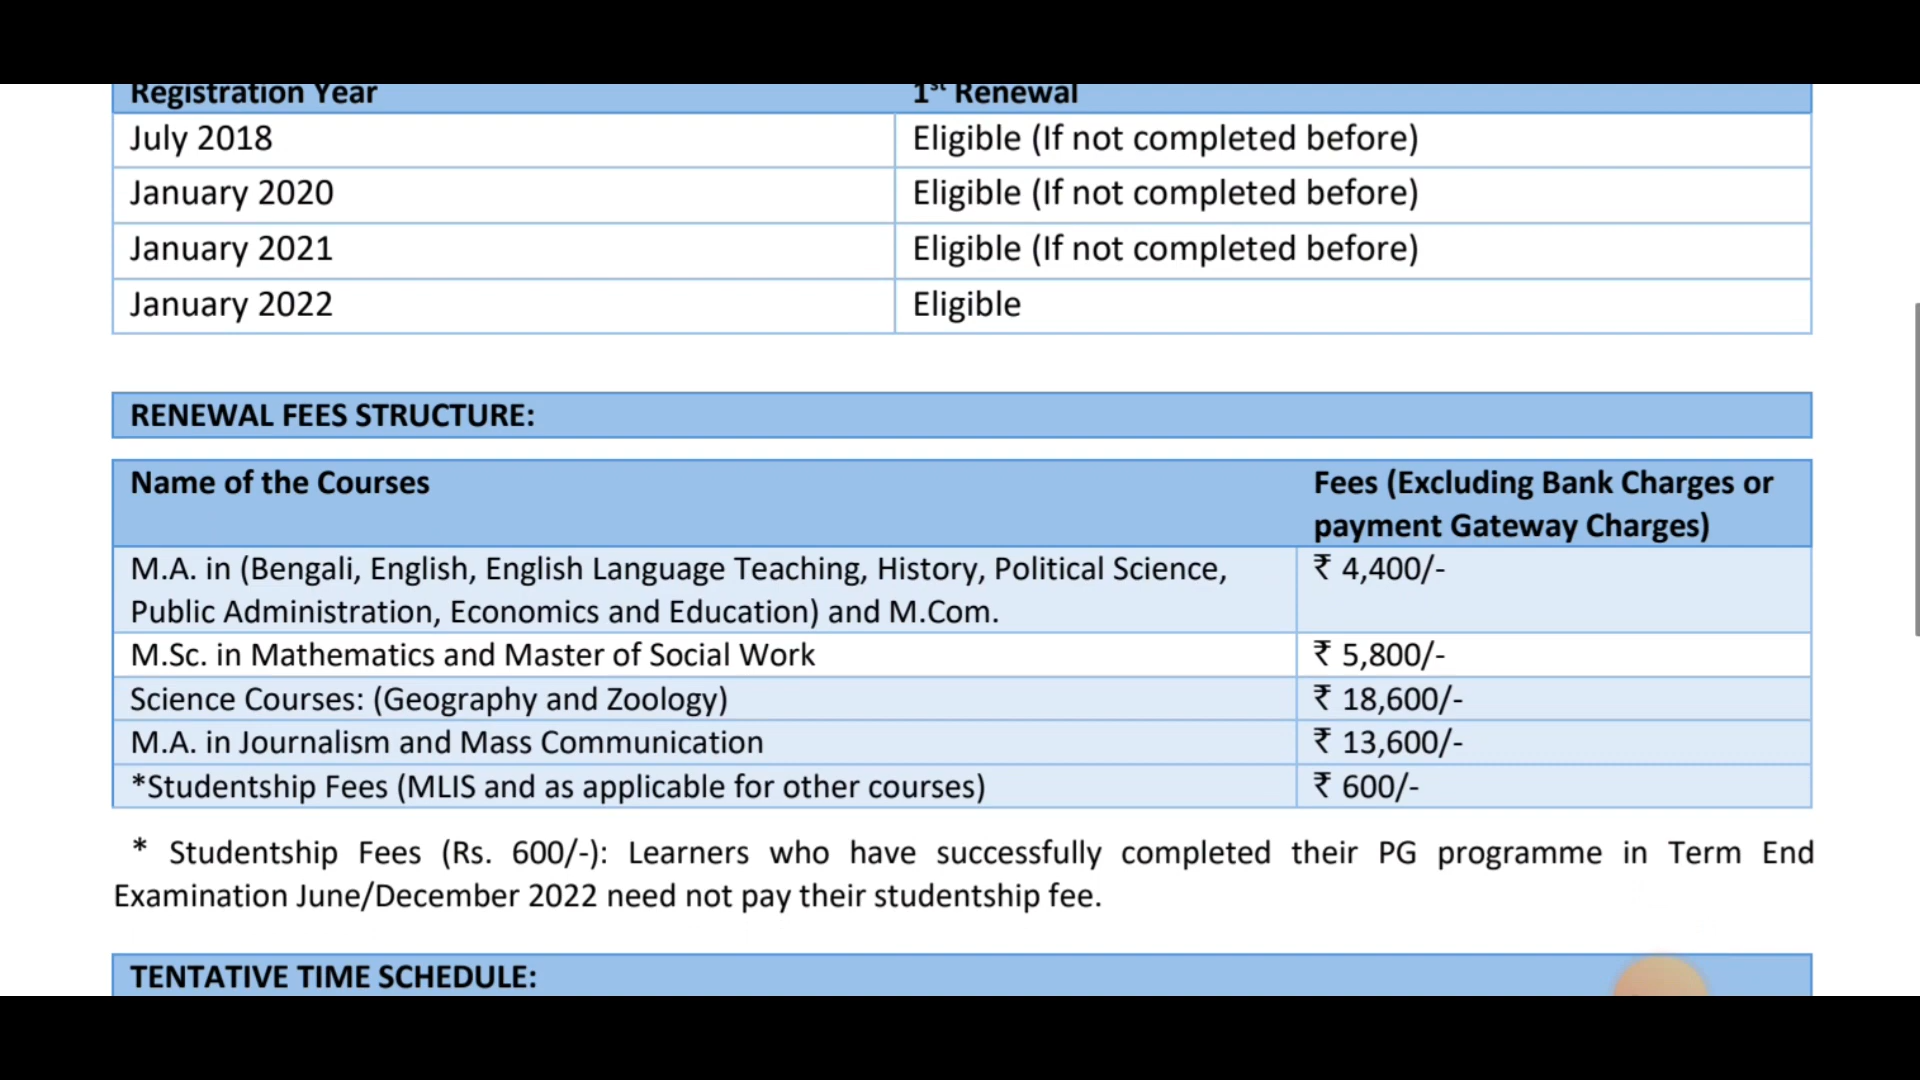 Registration Year 1st Renewal
July 2018 Eligible (If not completed before)
January 2020 Eligible (If not completed before)
January 2021 Eligible (If not completed before)
January 2022 Eligible
RENEWAL FEES STRUCTURE:
Name of the Courses Fees (Excluding Bank Charges or
payment Gateway Charges)
M.A. in (Bengali, English, English Language Teaching, History, Political Science, ₹ 4,400/-
Public Administration, Economics and Education) and M.Com.
M.Sc. in Mathematics and Master of Social Work ₹ 5,800/-
Science Courses: (Geography and Zoology) ₹ 18,600/-
M.A. in Journalism and Mass Communication ₹ 13,600/-
*Studentship Fees (MLIS and as applicable for other courses) ₹ 600/-
* Studentship Fees (Rs. 600/-): Learners who have successfully completed their PG programme in Term End
Examination June/December 2022 need not pay their studentship fee.
TENTATIVE TIME SCHEDULE: